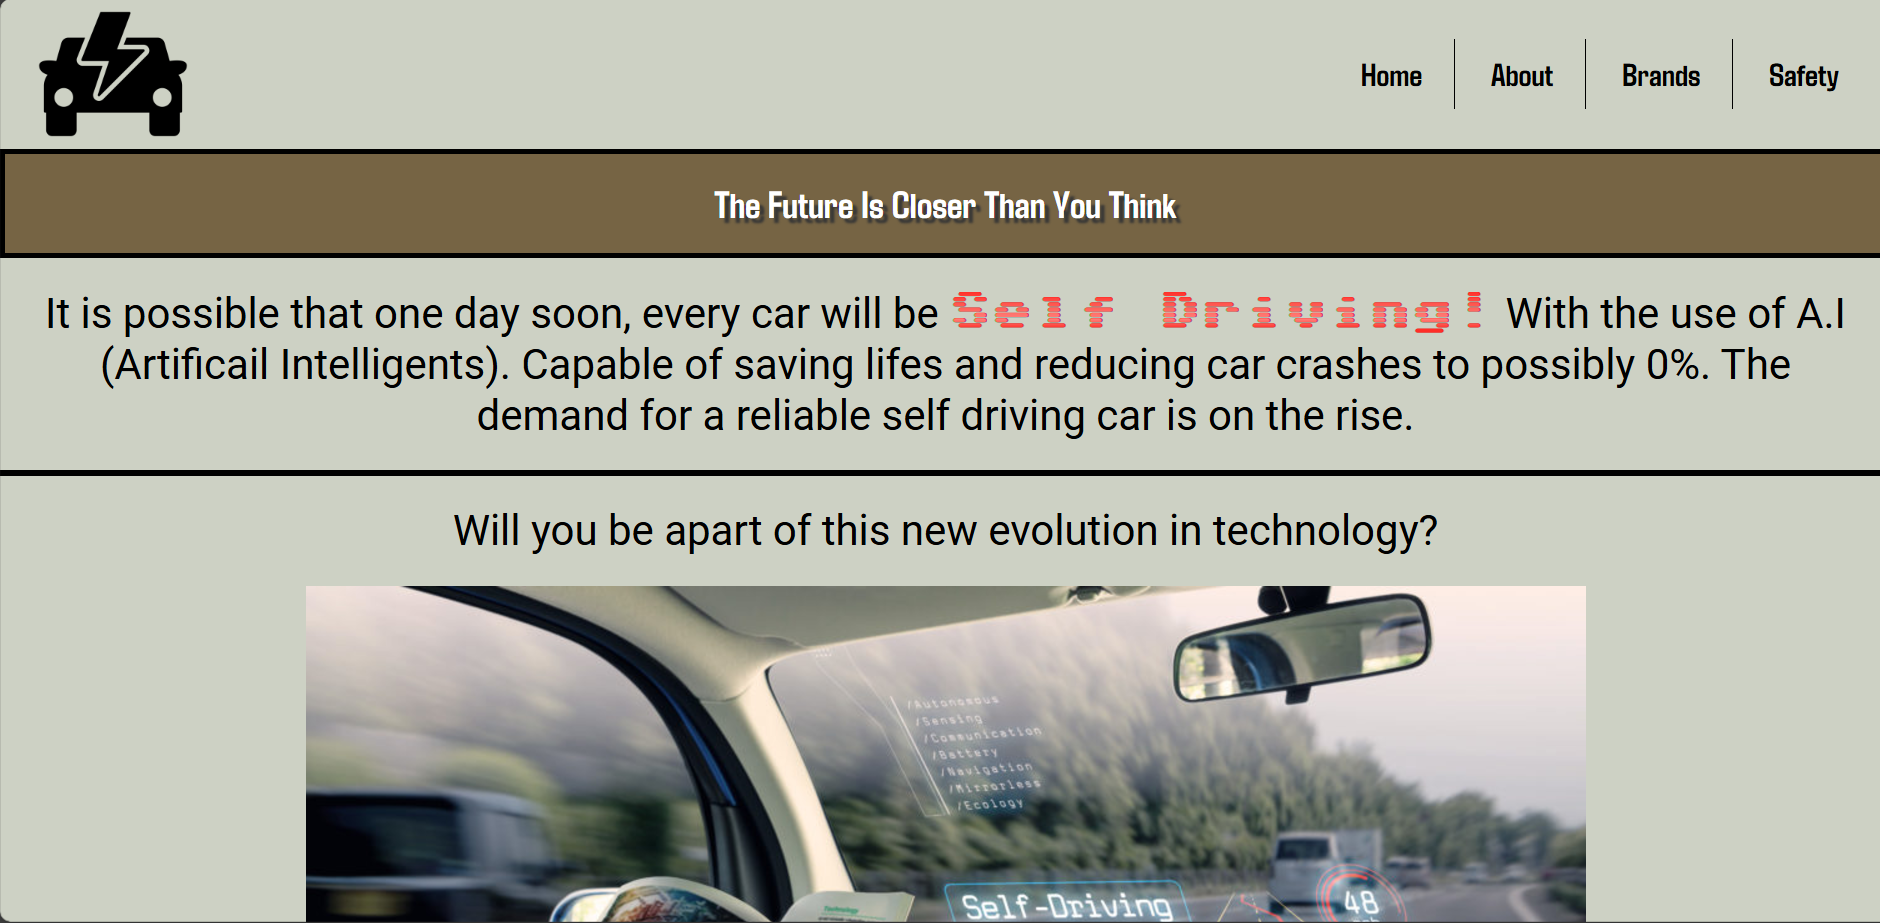 Home
About
Brands
Safety
The Future Is Closer Than You Think
It is possible that one day soon, every car will be Self Driving! With the use of A.I
(Artificail Intelligents). Capable of saving lifes and reducing car crashes to possibly 0%. The
demand for a reliable self driving car is on the rise.
Will you be apart of this new evolution in technology?
/Autonomous
/Sensing
/Communication
/Battery
/Navigation
/Mirrorless
/Ecology
Technology
Self-Driving
48